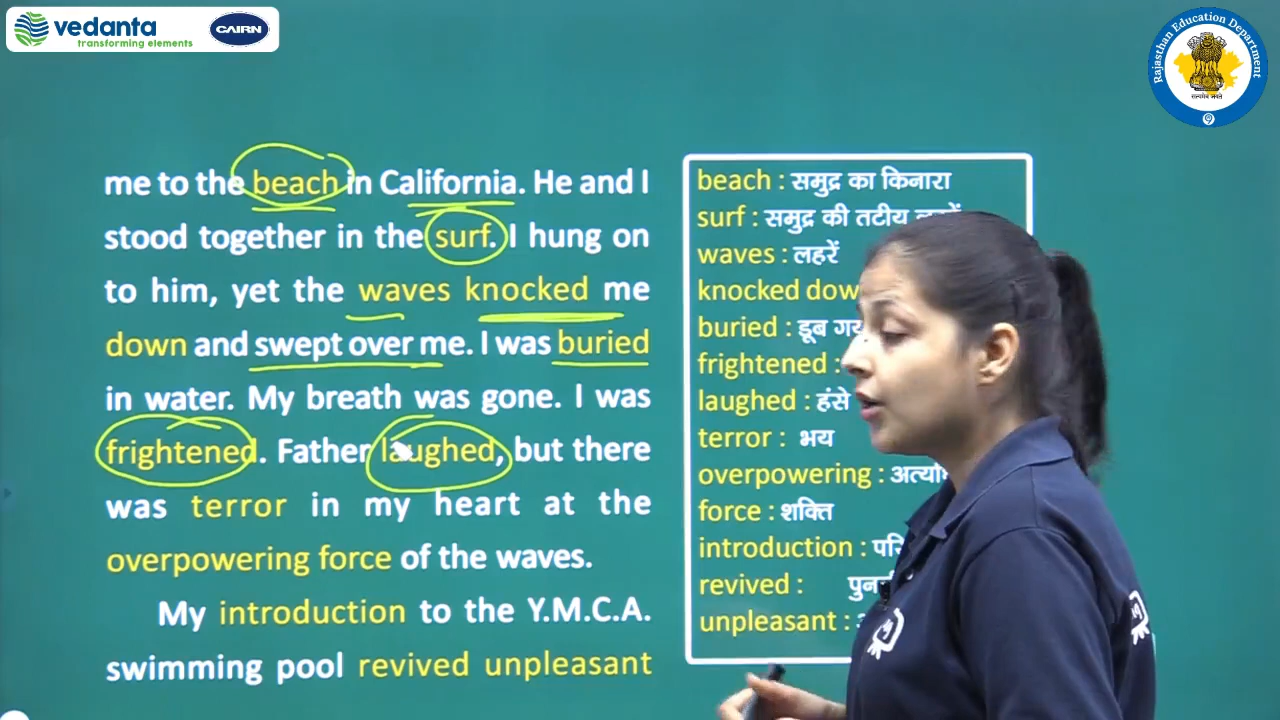 vedanta
transforming elements
CAIRN
Rajasthan Education Department
सत्यमेव जयते
me to the beach in California. He and I
stood together in the surf. I hung on
to him, yet the waves knocked me
down and swept over me. I was buried
in water. My breath was gone. I was
frightened. Father laughed, but there
was terror in my heart at the
overpowering force of the waves.
My introduction to the Y.M.C.A.
swimming pool revived unpleasant
beach : समुद्र का किनारा
surf : समुद्र की तटीय
waves : लहरें
knocked
buried : डूब
frightened :
laughed : हंसे
terror : भय
overpowering :
force : शक्ति
introduction :
revived :
unpleasant :